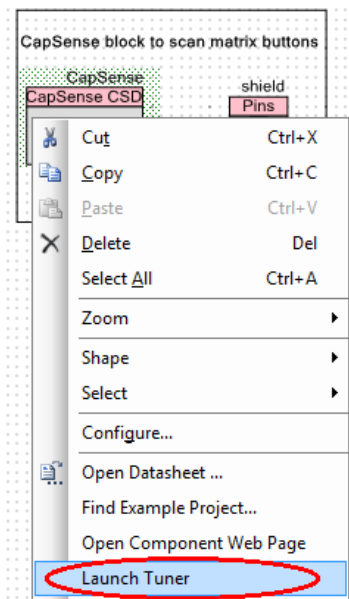 CapSense block to scan matrix buttons
CapSense
CapSense CSD
shield
Pins
Cut Ctrl+X
Copy Ctrl+C
Paste Ctrl+V
Delete Del
Select All Ctrl+A
Zoom
Shape
Select
Configure...
Open Datasheet ...
Find Example Project...
Open Component Web Page
Launch Tuner